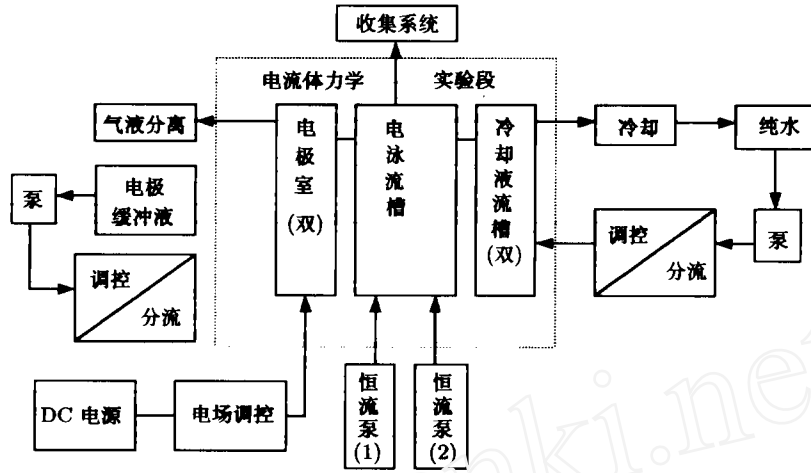 收集系统
电流体力学 实验段
气液分离
电极室(双)
电泳流槽
冷却液流槽(双)
冷却
纯水
泵
电极
缓冲液
调控
分流
调控
分流
泵
DC 电源
电场调控
恒流泵(1)
恒流泵(2)
nki.net